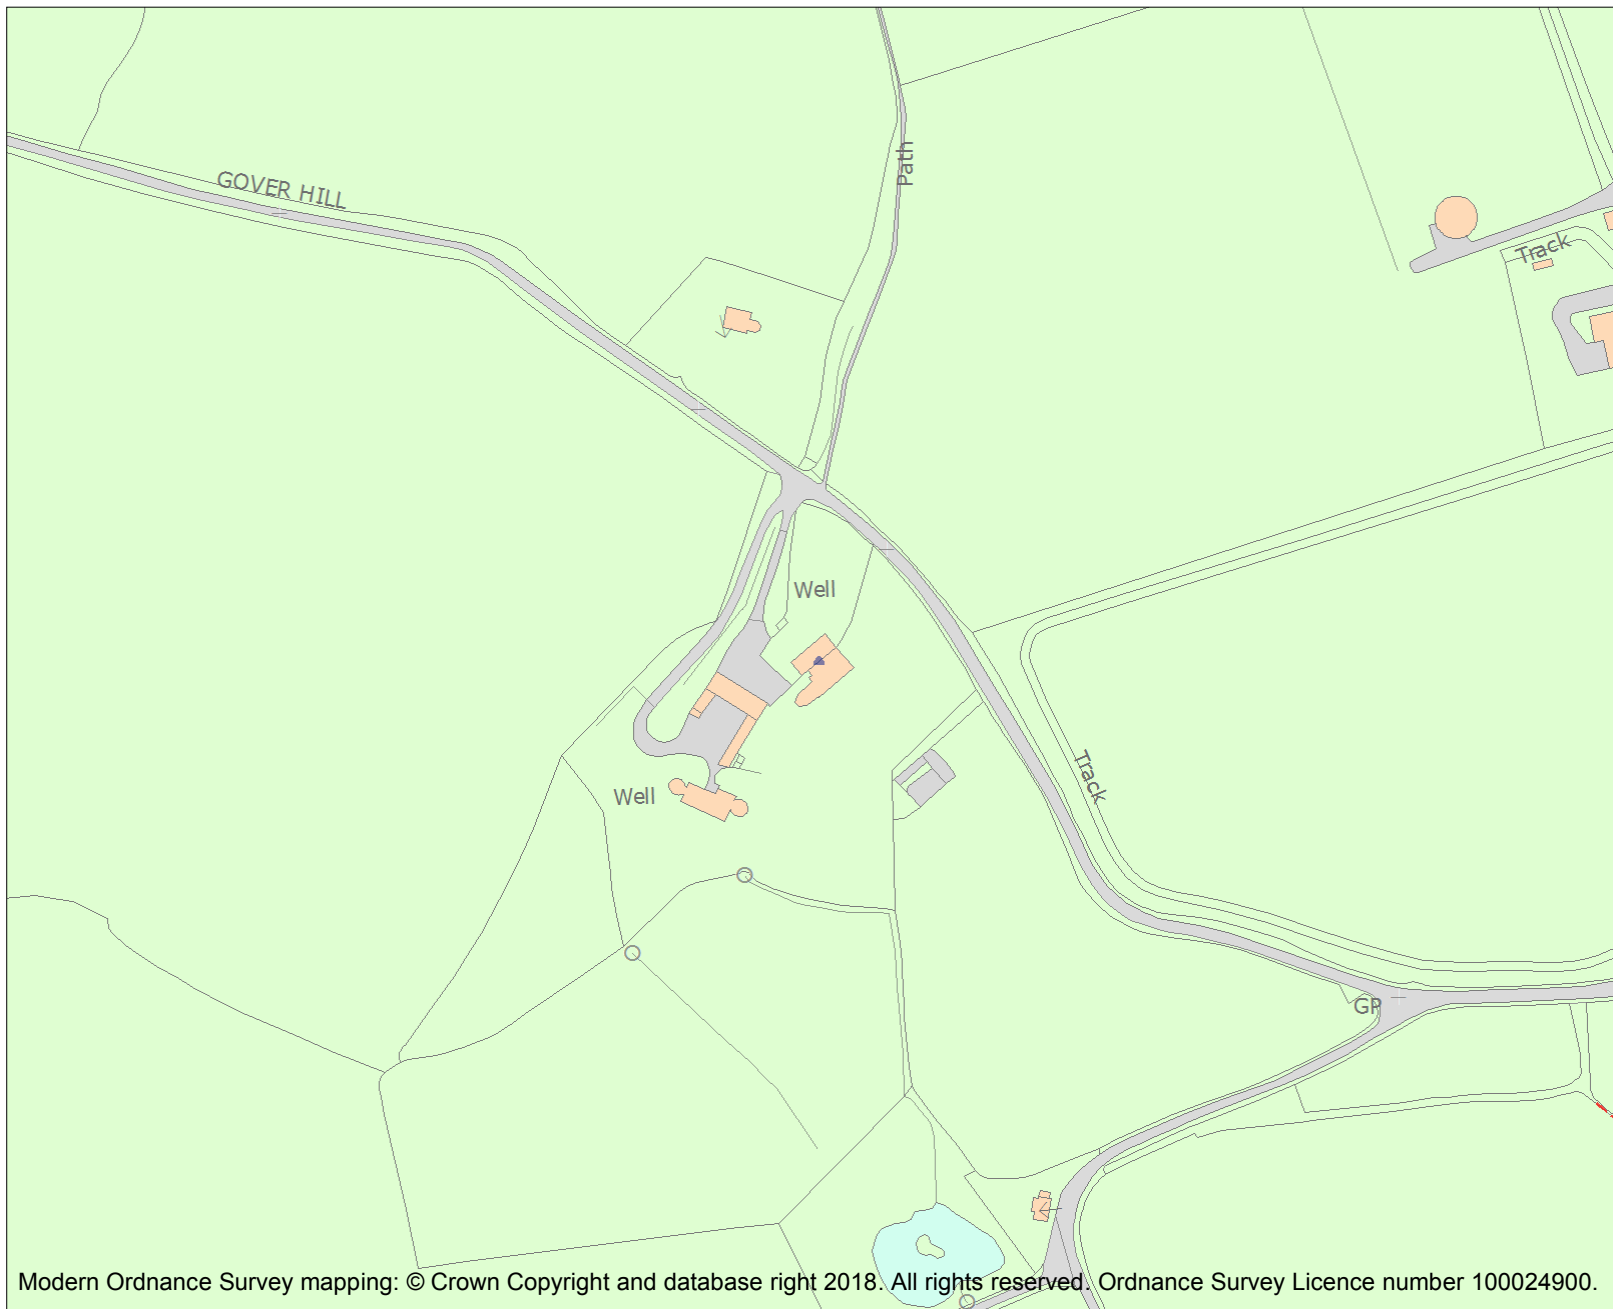 Path
GOVER HILL
Track
Well
Track
Well
GP
Modern Ordnance Survey mapping: © Crown Copyright and database right 2018. All rights reserved. Ordnance Survey Licence number 100024900.